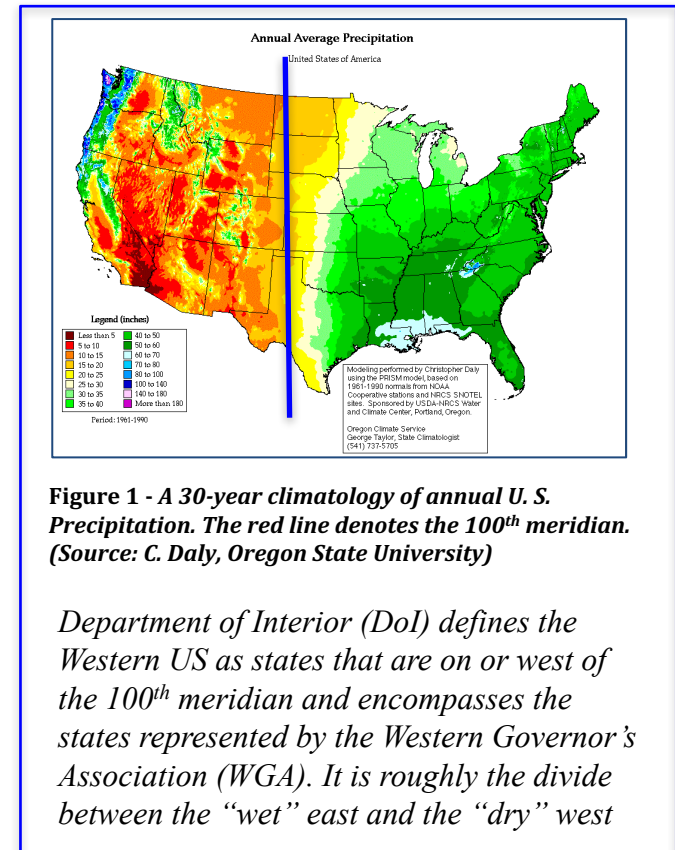 Annual Average Precipitation
United States of America
Legend (inches)
Less than 5
5 to 10
10 to 15
15 to 20
20 to 25
25 to 30
30 to 35
35 to 40
40 to 50
50 to 60
60 to 70
70 to 80
80 to 100
100 to 140
140 to 180
More than 180
Period: 1961-1990
Modeling performed by Christopher Daly
using the PRISM model, based on
1961-1990 normals from NOAA
Cooperative stations and NRCS SNOTEL
sites. Sponsored by USDA-NRCS Water
and Climate Center, Portland, Oregon.
Oregon Climate Service
George Taylor, State Climatologist
(541) 737-5705
Figure 1 - A 30-year climatology of annual U. S.
Precipitation. The red line denotes the 100th meridian.
(Source: C. Daly, Oregon State University)
Department of Interior (DoI) defines the
Western US as states that are on or west of
the 100th meridian and encompasses the
states represented by the Western Governor’s
Association (WGA). It is roughly the divide
between the “wet” east and the “dry” west